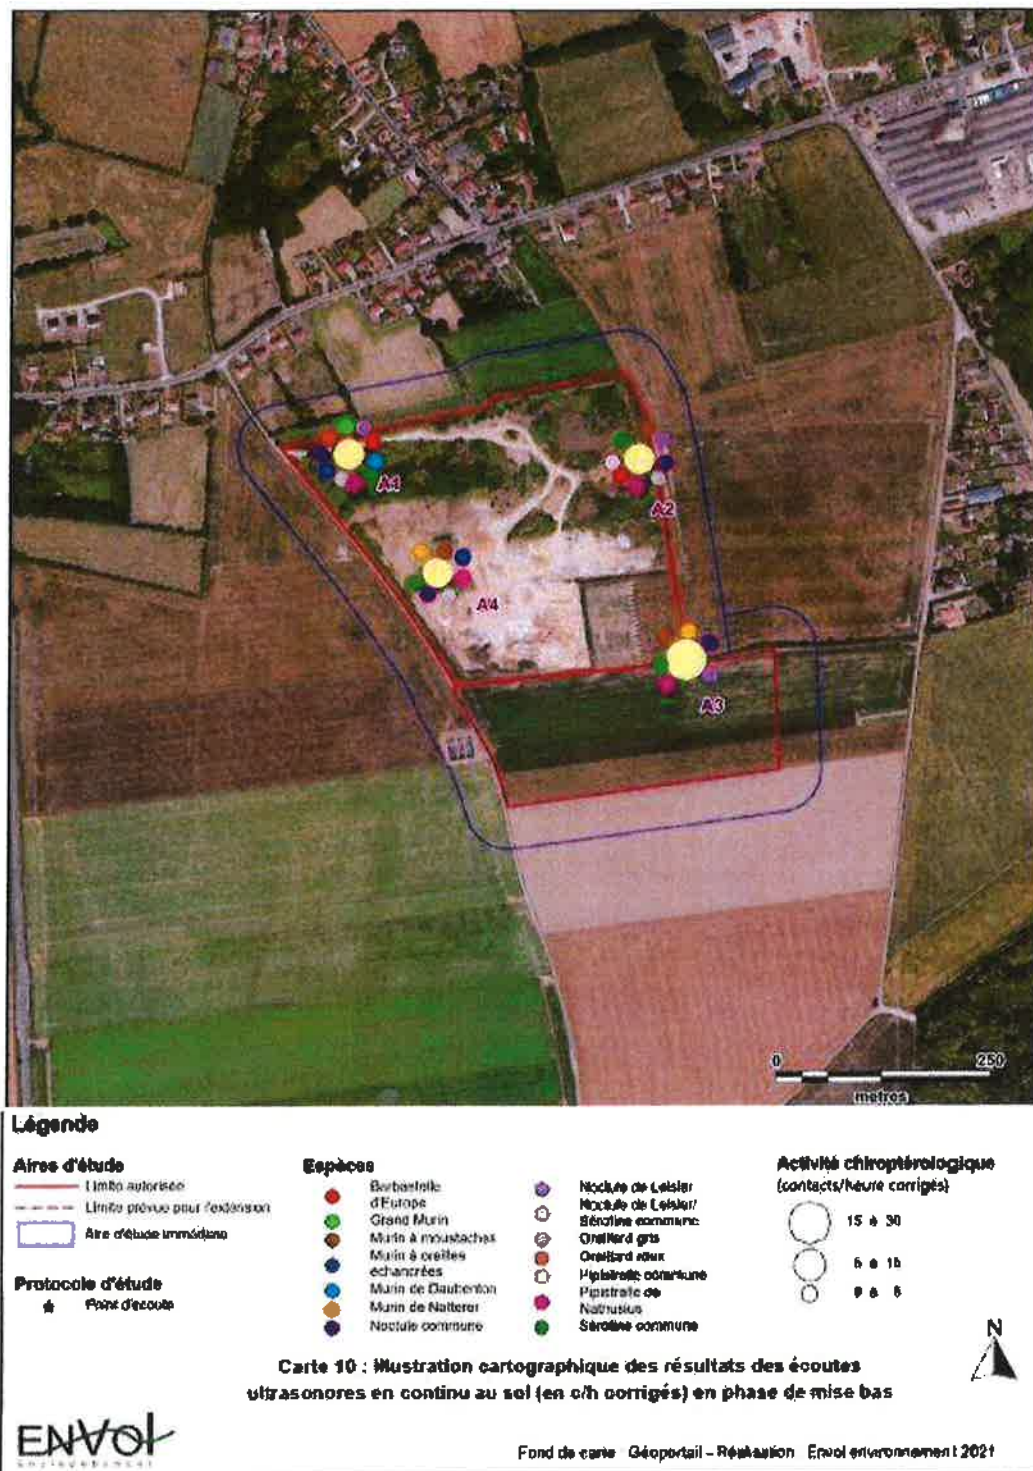 A1
A2
A4
A3
0 250
metres
Légende
Aires d'étude
Limite autorisée
Limite prévue pour l'extension
Aire d'étude immédiate
Protocole d'étude
Point d'écoute
Espèces
Barbastelle
d'Europe
Grand Murin
Murin à moustaches
Murin à oreilles
échancrées
Murin de Daubenton
Murin de Natterer
Noctule commune
Noctule de Leisler
Noctule de Leisler/
Sérotine commune
Oreillard gris
Oreillard roux
Pipistrelle commune
Pipistrelle de
Nathusius
Sérotine commune
Activité chiroptérologique
(contacts/heure corrigés)
15 à 30
5 à 15
0 à 5
N
Carte 10 : Illustration cartographique des résultats des écoutes
ultrasonores en continu au sol (en c/h corrigés) en phase de mise bas
ENVOL
Fond de carte Géoportail - Réalisation Envol environnement 2021